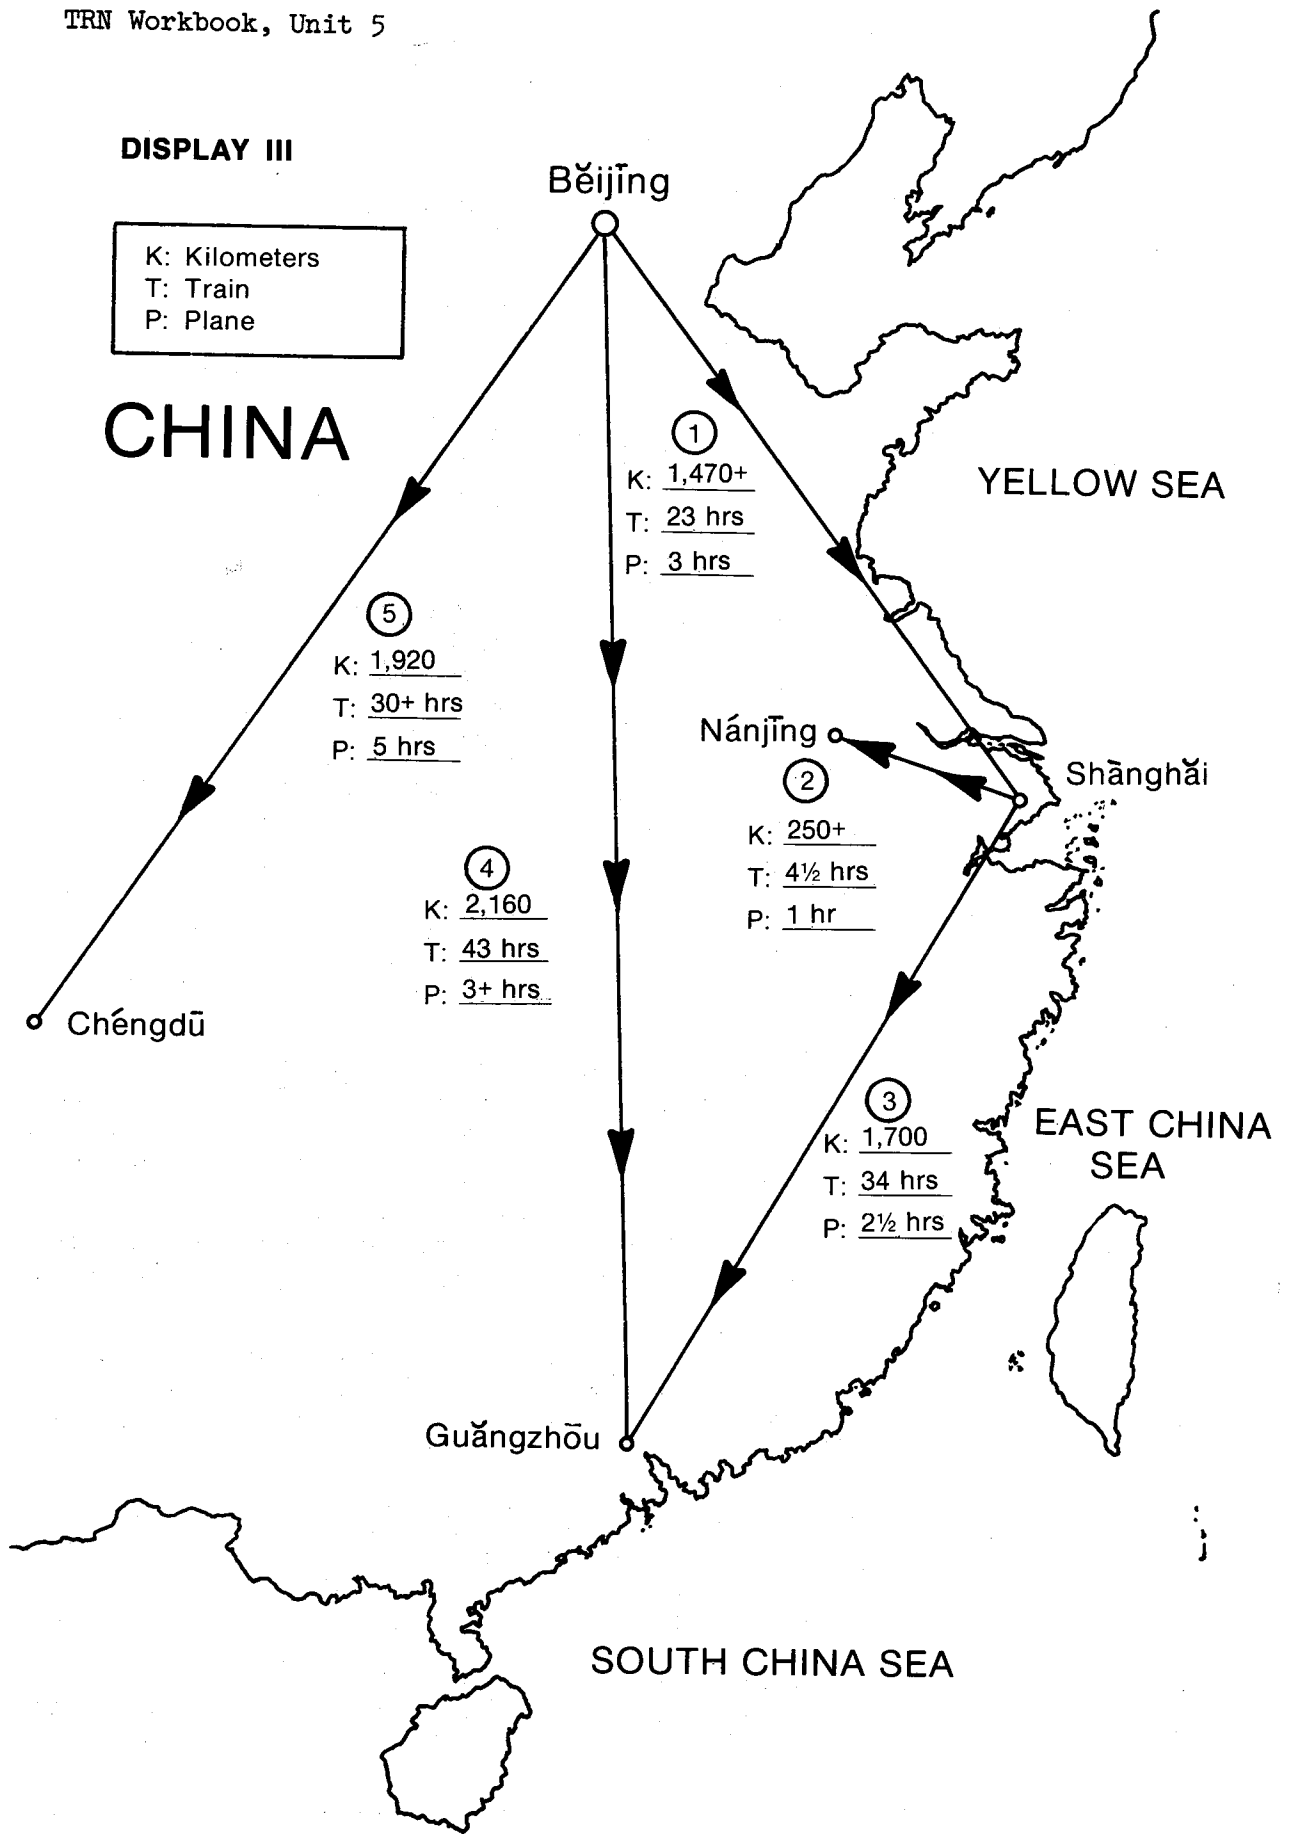 TRN Workbook, Unit 5
DISPLAY III
K: Kilometers
T: Train
P: Plane
CHINA
Běijīng
1
K: 1,470+
T: 23 hrs
P: 3 hrs
YELLOW SEA
5
K: 1,920
T: 30+ hrs
P: 5 hrs
Nánjīng
Shànghǎi
2
K: 250+
T: 4½ hrs
P: 1 hr
4
K: 2,160
T: 43 hrs
P: 3+ hrs
Chéngdū
3
K: 1,700
T: 34 hrs
P: 2½ hrs
EAST CHINA
SEA
Guǎngzhōu
SOUTH CHINA SEA